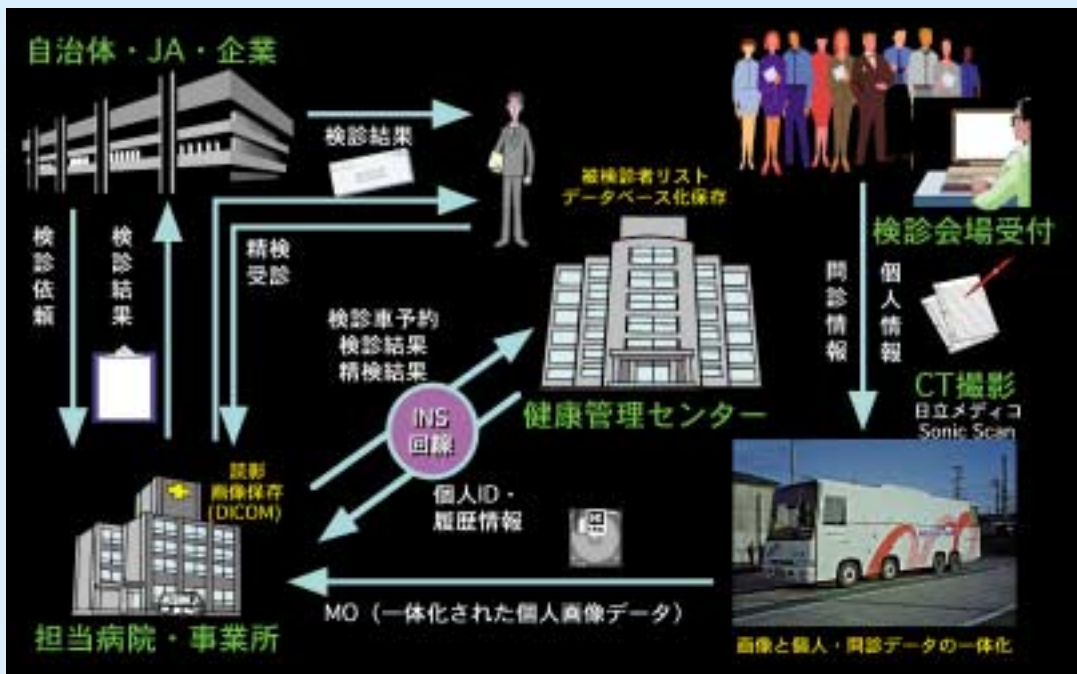 自治体・JA・企業
検診結果
被検診者リスト
データベース化保存
検診会場受付
検診依頼
検診結果
精検
受診
問診情報
個人情報
検診車予約
検診結果
精検結果
INS
回線
健康管理センター
CT撮影
日立メディコ
Sonic Scan
読影
画像保存
(DICOM)
個人ID・
履歴情報
MO（一体化された個人画像データ）
担当病院・事業所
画像と個人・問診データの一体化